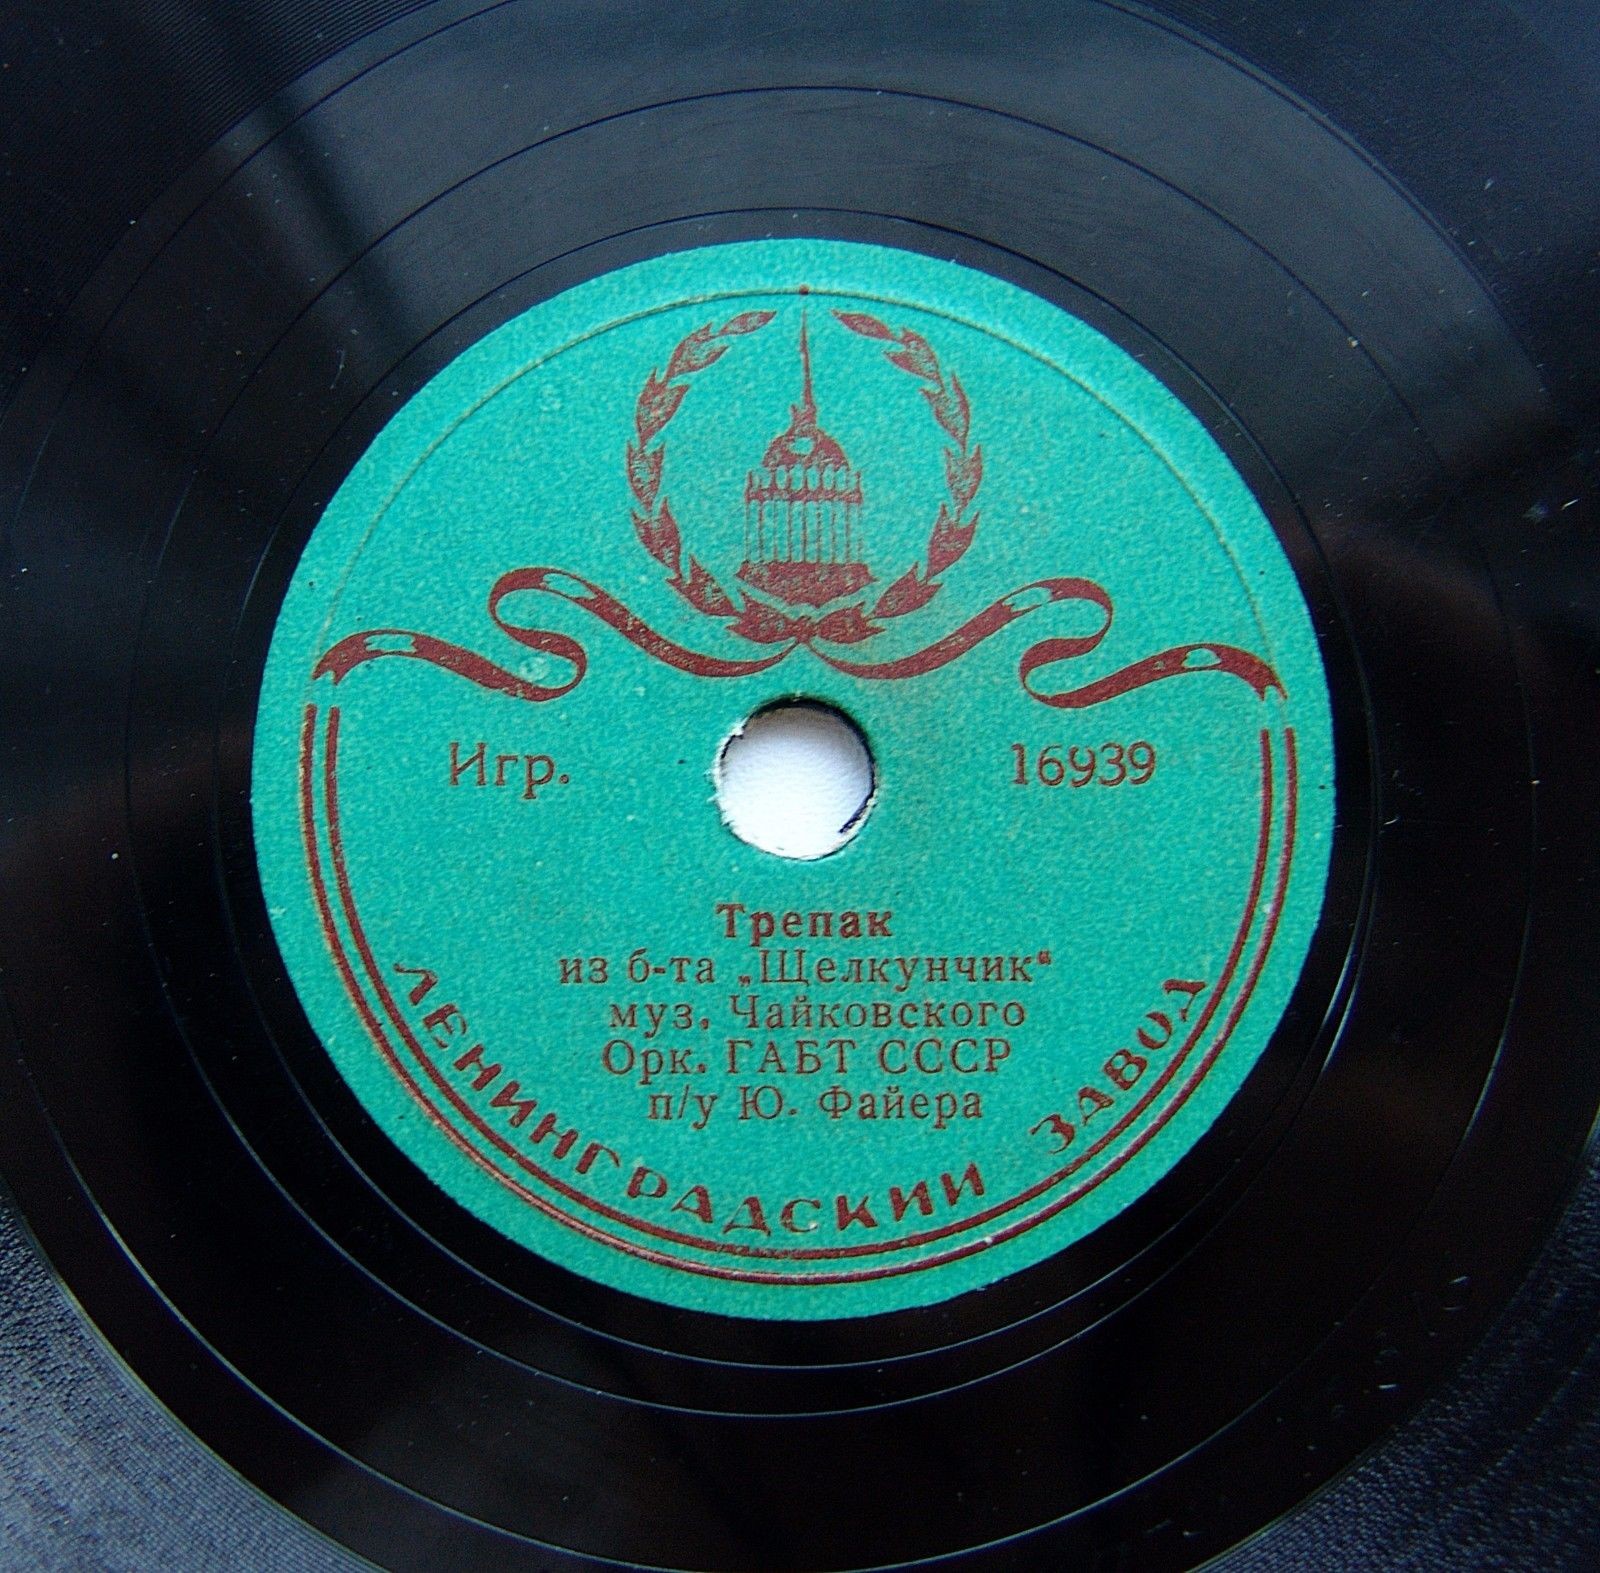 Игр. 16939
Трепак
из б-та „Щелкунчик“
муз. Чайковского
Орк. ГАБТ СССР
п/у Ю. Файера
ЛЕНИНГРАДСКИЙ ЗАВОД